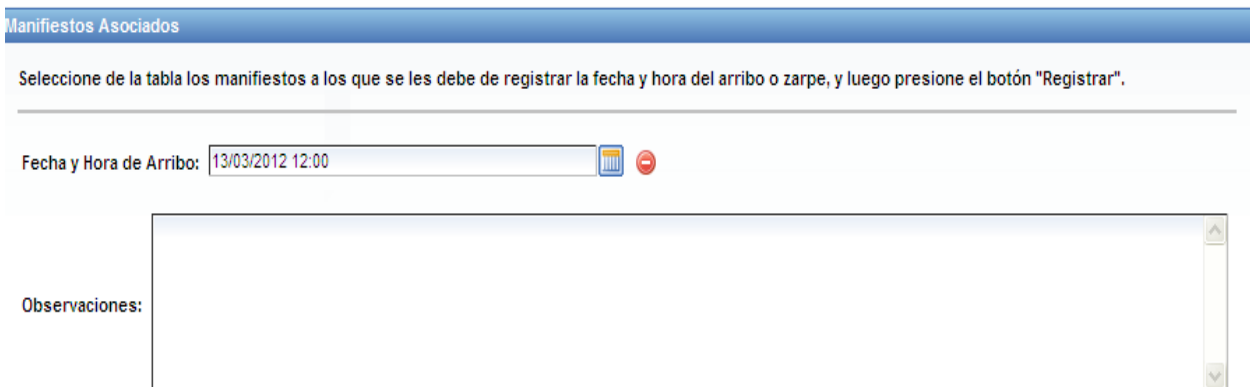 Manifiestos Asociados
Seleccione de la tabla los manifiestos a los que se les debe de registrar la fecha y hora del arribo o zarpe, y luego presione el botón "Registrar".
Fecha y Hora de Arribo: 13/03/2012 12:00
Observaciones: